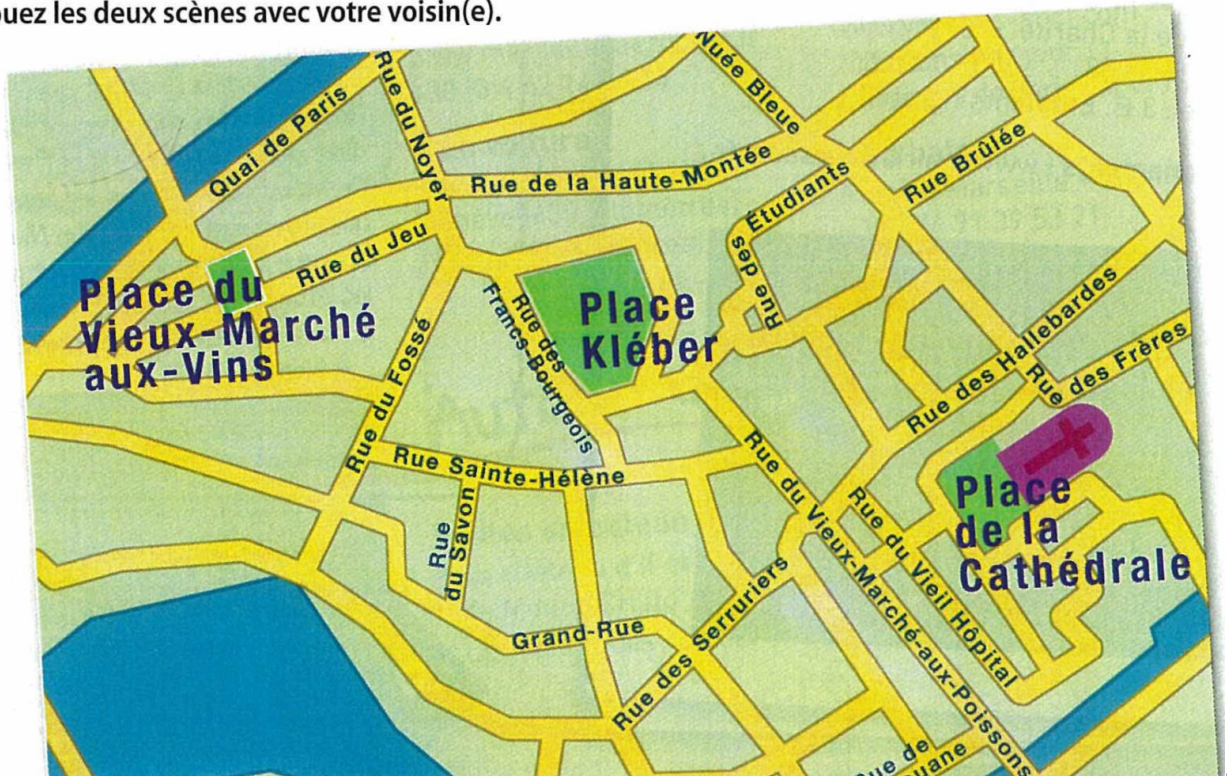 ouez les deux scènes avec votre voisin(e).
Quai de Paris
Rue du Noyer
Nuée Bleue
Rue de la Haute-Montée
Rue Brûlée
Rue des Étudiants
Rue du Jeu
Place du
Vieux-Marché
aux-Vins
Rue des
Francs-Bourgeois
Place
Kléber
Rue du Fossé
Rue des Hallebardes
Rue des Frères
Rue Sainte-Hélène
Rue
du Savon
Rue du Vieux-Marché-aux-Poissons
Rue du Vieil Hôpital
Place
de la
Cathédrale
Grand-Rue
Rue des Serruriers